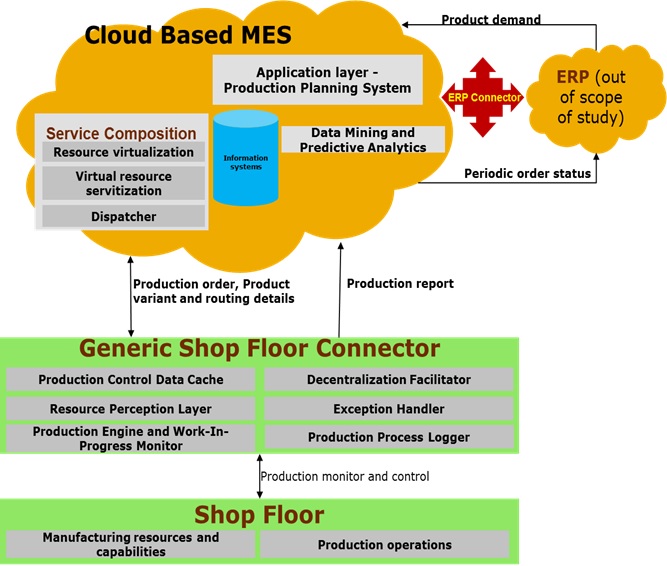 Product demand
Cloud Based MES
Application layer -
Production Planning System
ERP Connector
ERP (out
of scope
of study)
Service Composition
Resource virtualization
Virtual resource
servitization
Dispatcher
Information
systems
Data Mining and
Predictive Analytics
Periodic order status
Production order, Product
variant and routing details
Production report
Generic Shop Floor Connector
Production Control Data Cache
Decentralization Facilitator
Resource Perception Layer
Exception Handler
Production Engine and Work-In-
Progress Monitor
Production Process Logger
Production monitor and control
Shop Floor
Manufacturing resources and
capabilities
Production operations